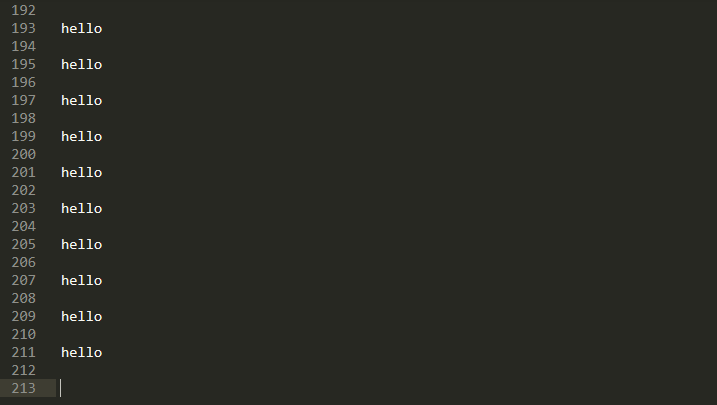 192
193 hello
194
195 hello
196
197 hello
198
199 hello
200
201 hello
202
203 hello
204
205 hello
206
207 hello
208
209 hello
210
211 hello
212
213